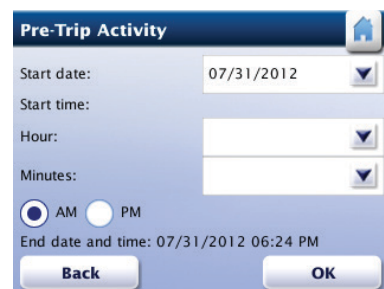 Pre-Trip Activity
Start date: 07/31/2012
Start time:
Hour:
Minutes:
AM PM
End date and time: 07/31/2012 06:24 PM
Back OK